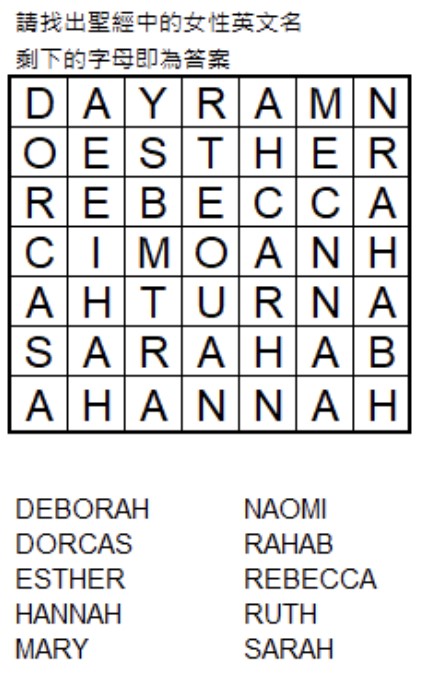 請找出聖經中的女性英文名
剩下的字母即為答案
D A Y R A M N
O E S T H E R
R E B E C C A
C I M O A N H
A H T U R N A
S A R A H A B
A H A N N A H
DEBORAH NAOMI
DORCAS RAHAB
ESTHER REBECCA
HANNAH RUTH
MARY SARAH